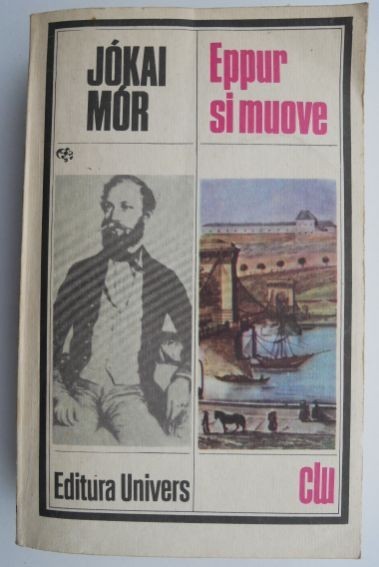 JÓKAI
MÓR
Eppur
si muove
Editura Univers
clu